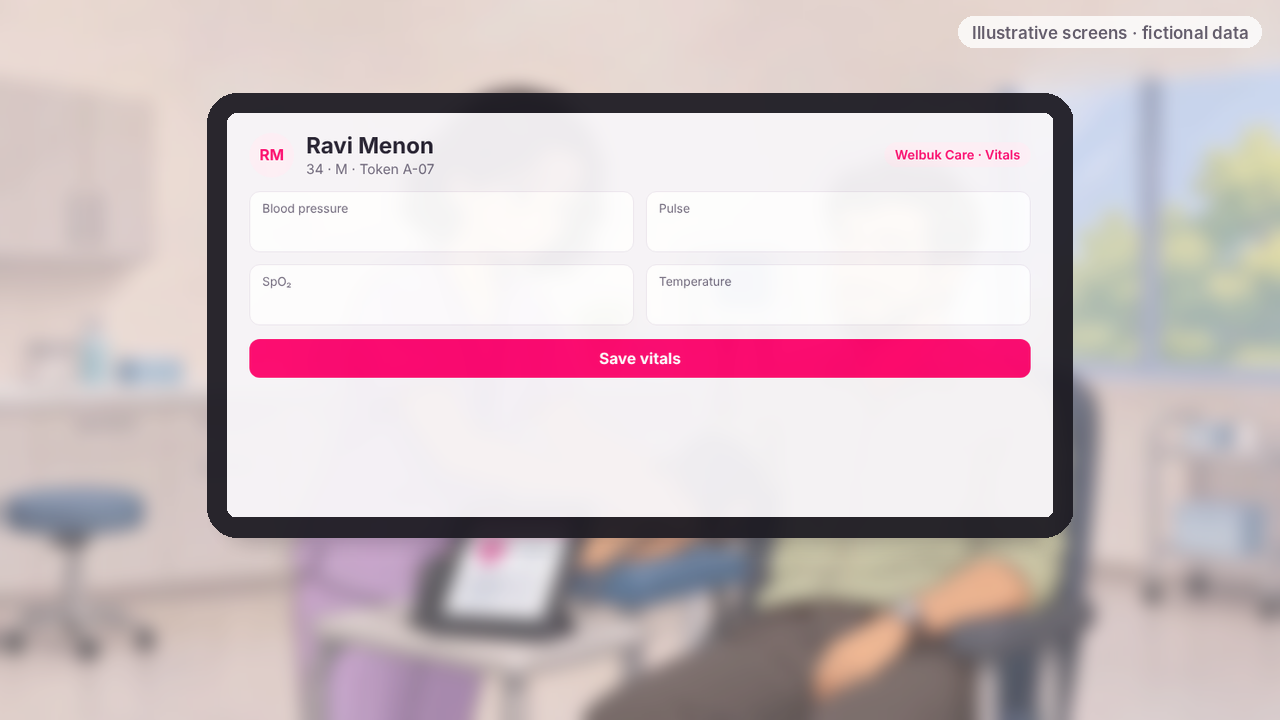 Illustrative screens · fictional data
RM
Ravi Menon
34 · M · Token A-07
Welbuk Care · Vitals
Blood pressure
Pulse
SpO₂
Temperature
Save vitals